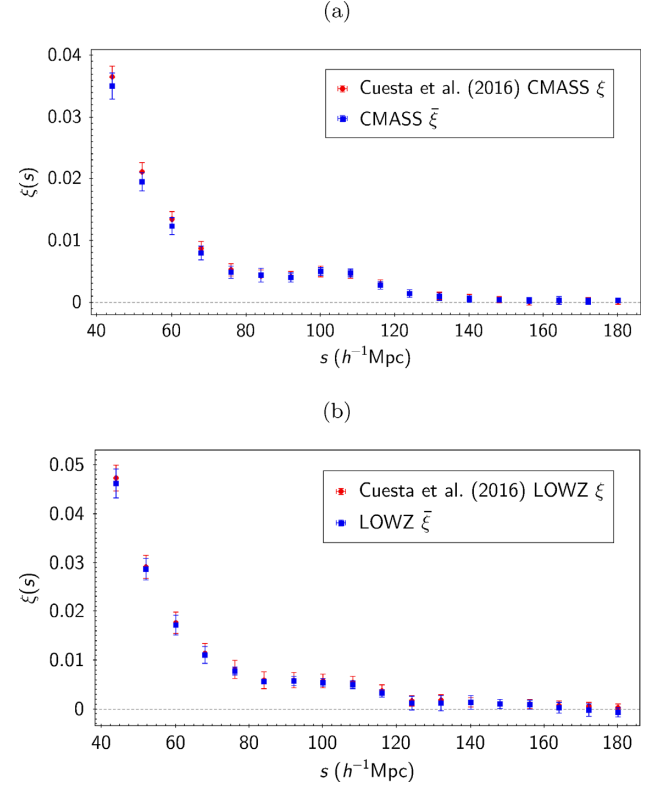 (a)
0.04
0.03
0.02
0.01
0
ξ(s)
Cuesta et al. (2016) CMASS ξ
CMASS ξ̄
40 60 80 100 120 140 160 180
s (h⁻¹Mpc)
(b)
0.05
0.04
0.03
0.02
0.01
0
ξ(s)
Cuesta et al. (2016) LOWZ ξ
LOWZ ξ̄
40 60 80 100 120 140 160 180
s (h⁻¹Mpc)